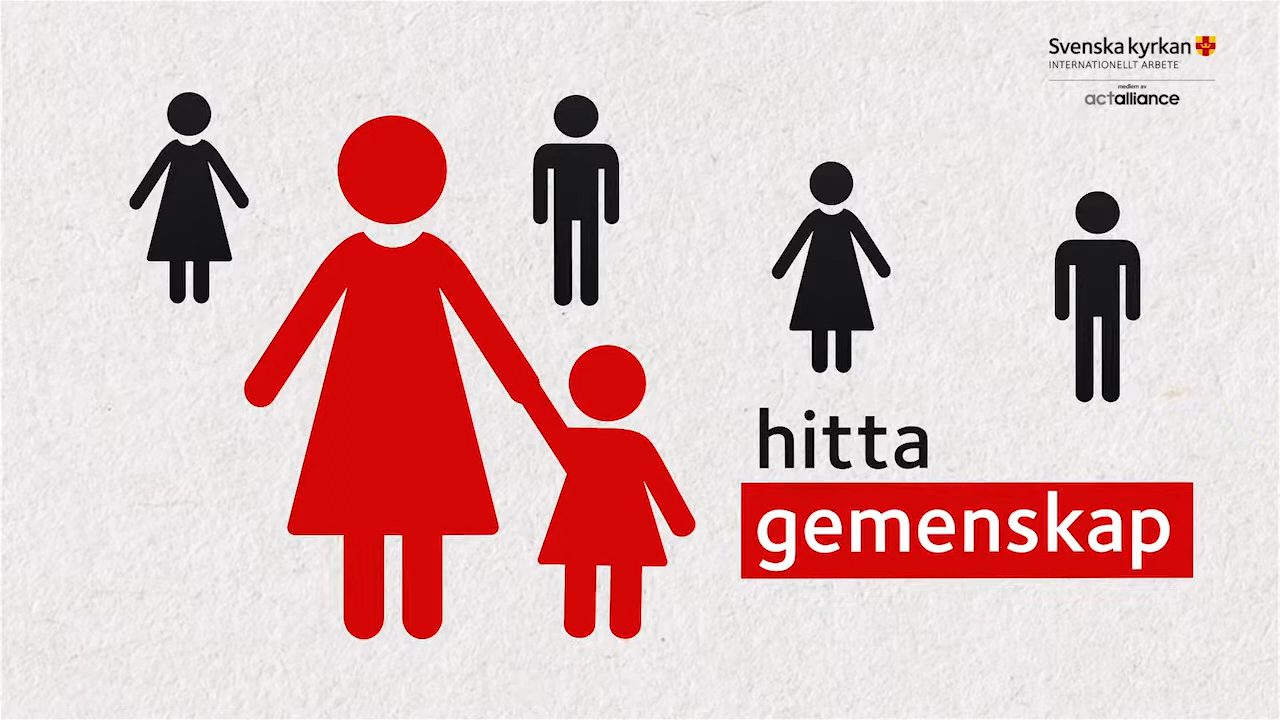 Svenska kyrkan
INTERNATIONELLT ARBETE
medlem av
actalliance
hitta
gemenskap